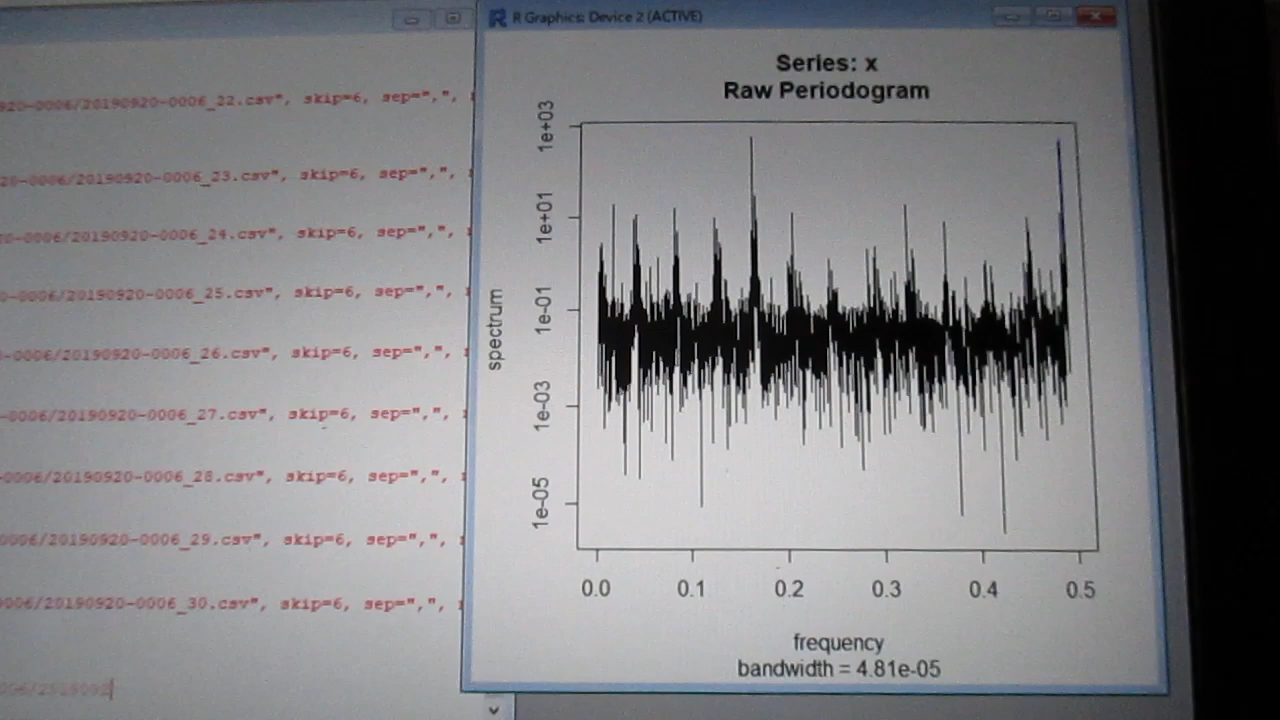 R Graphics: Device 2 (ACTIVE)
920-0006/20190920-0006_22.csv", skip=6, sep=",",
20-0006/20190920-0006_23.csv", skip=6, sep=",",
20-0006/20190920-0006_24.csv", skip=6, sep=",",
0-0006/20190920-0006_25.csv", skip=6, sep=",",
-0006/20190920-0006_26.csv", skip=6, sep=",",
-0006/20190920-0006_27.csv", skip=6, sep=",",
-0006/20190920-0006_28.csv", skip=6, sep=",",
0006/20190920-0006_29.csv", skip=6, sep=",",
0006/20190920-0006_30.csv", skip=6, sep=",",
Series: x
Raw Periodogram
spectrum
1e+03
1e+01
1e-01
1e-03
1e-05
0.0 0.1 0.2 0.3 0.4 0.5
frequency
bandwidth = 4.81e-05